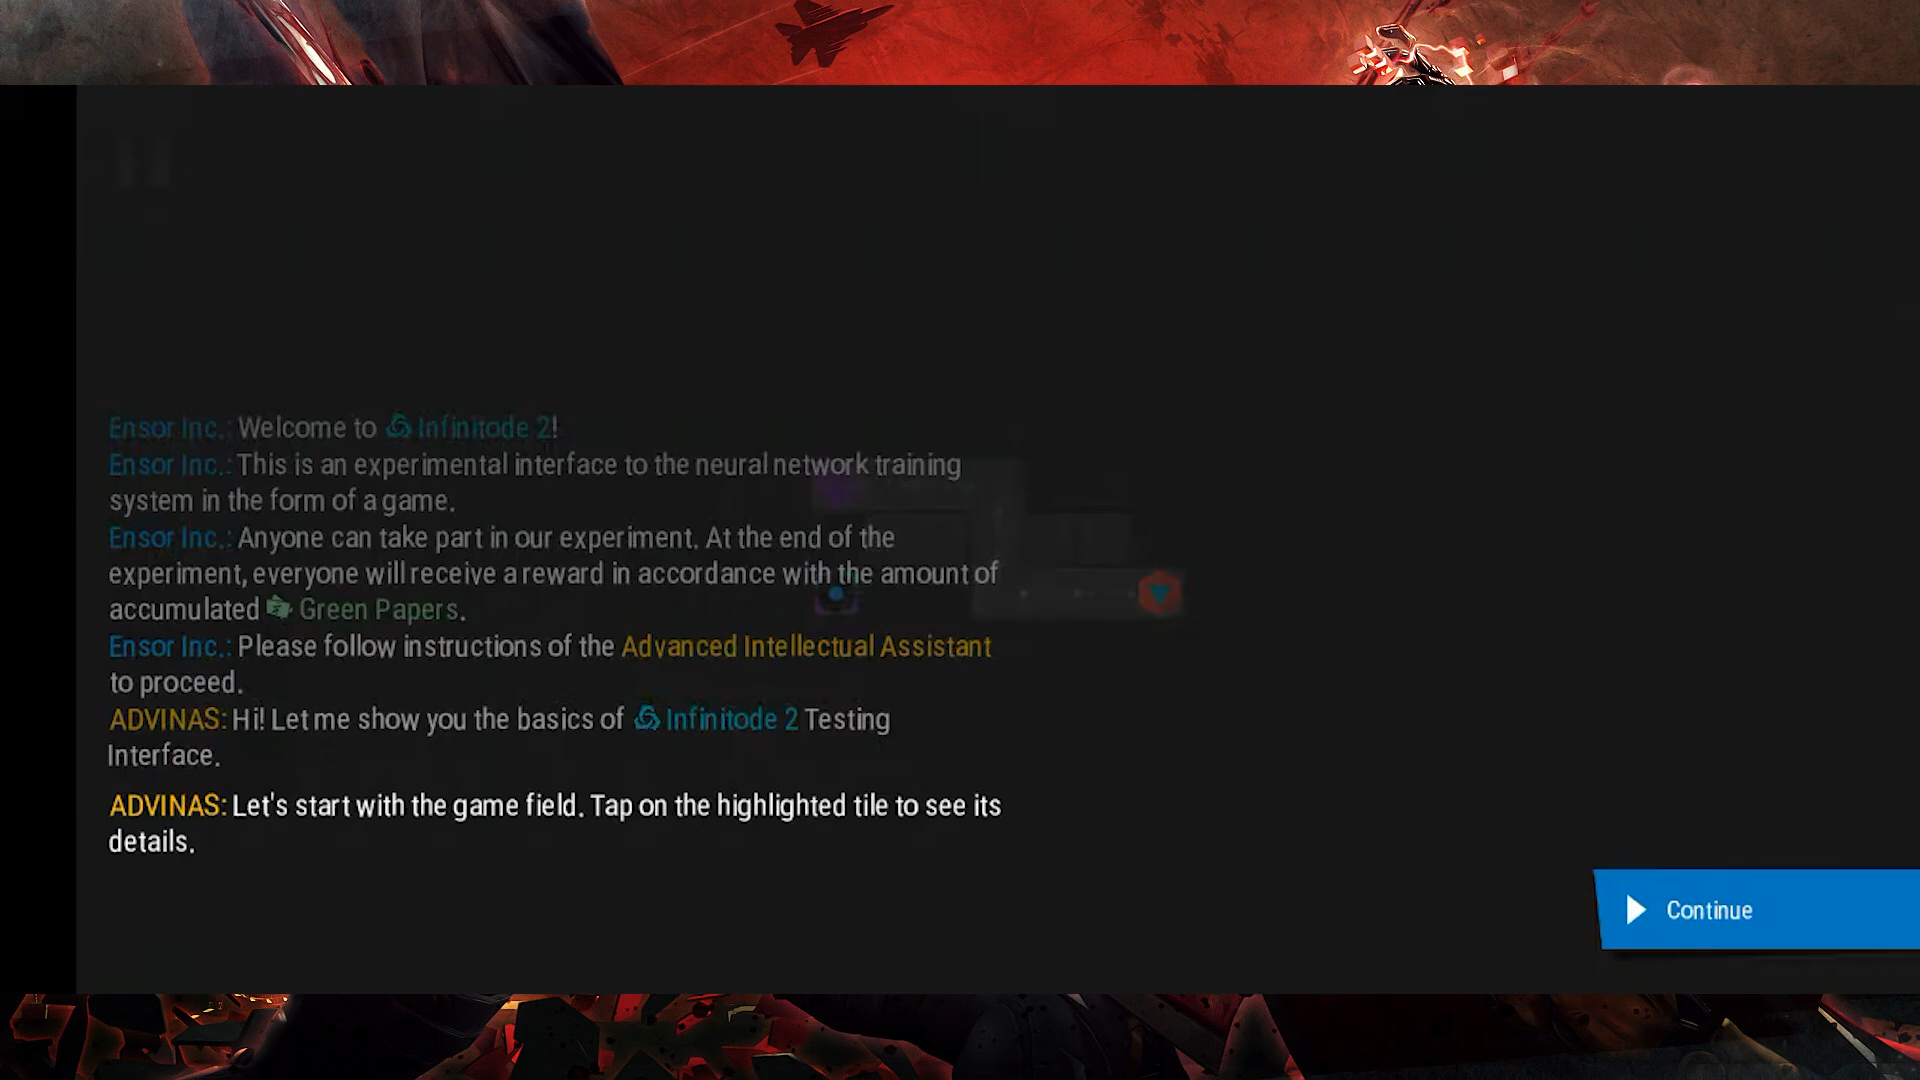 Ensor Inc.: Welcome to Infinitode 2!
Ensor Inc.: This is an experimental interface to the neural network training
system in the form of a game.
Ensor Inc.: Anyone can take part in our experiment. At the end of the
experiment, everyone will receive a reward in accordance with the amount of
accumulated Green Papers.
Ensor Inc.: Please follow instructions of the Advanced Intellectual Assistant
to proceed.
ADVINAS: Hi! Let me show you the basics of Infinitode 2 Testing
Interface.
ADVINAS: Let's start with the game field. Tap on the highlighted tile to see its
details.
Continue